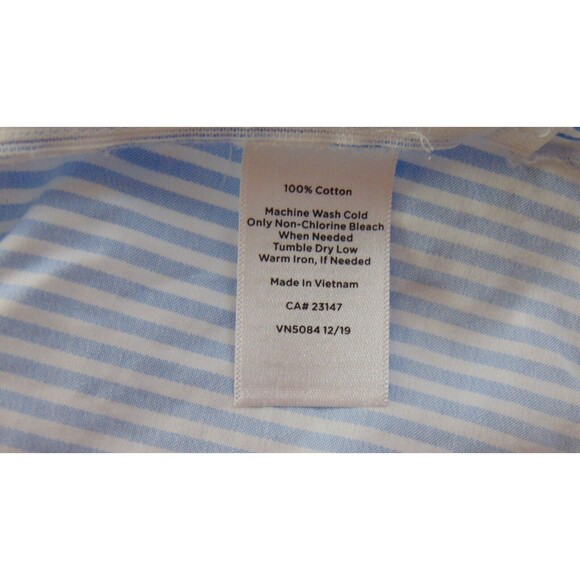 100% Cotton
Machine Wash Cold
Only Non-Chlorine Bleach
When Needed
Tumble Dry Low
Warm Iron, If Needed
Made In Vietnam
CA# 23147
VN5084 12/19